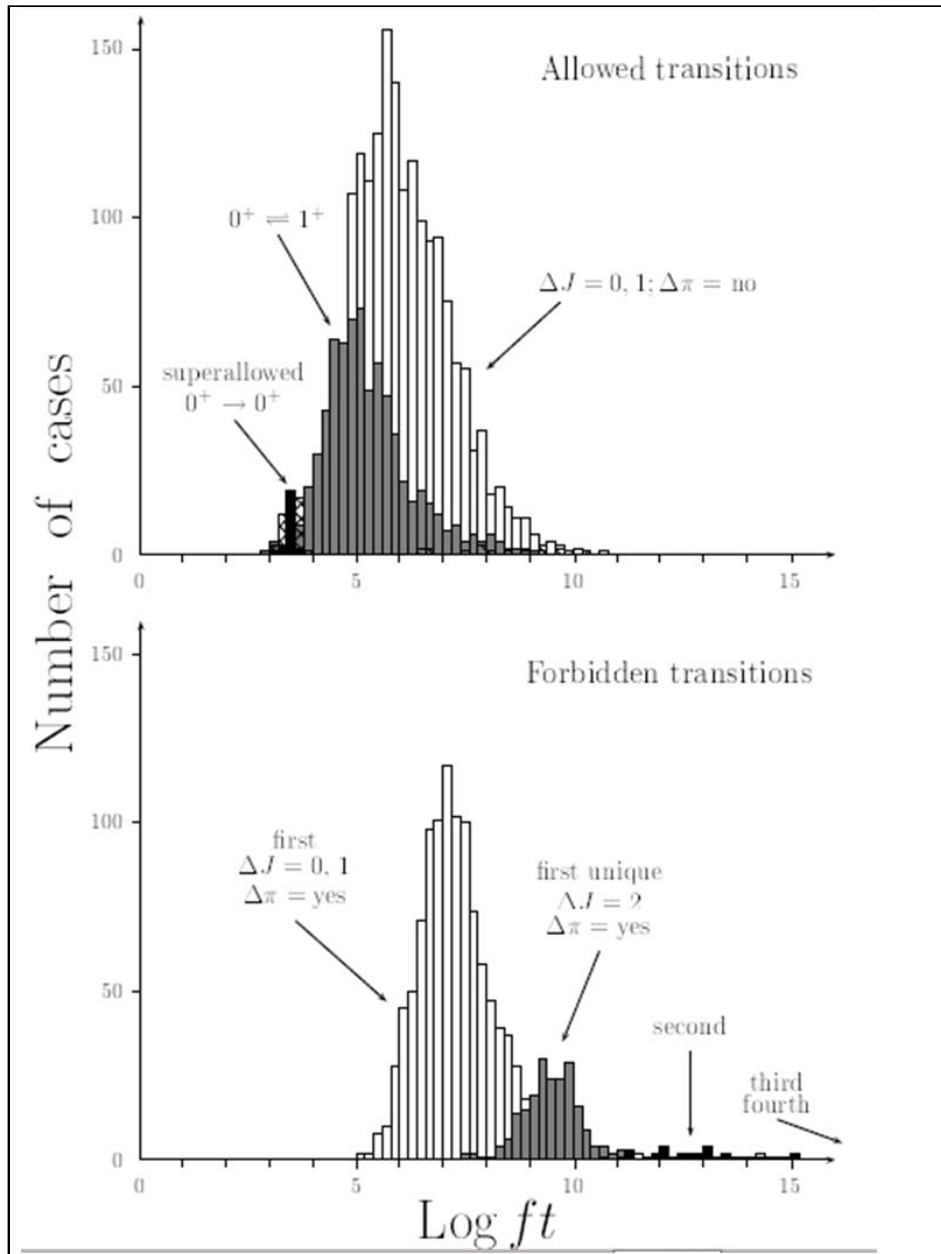 150
Allowed transitions
0⁺ ⇌ 1⁺
100
ΔJ = 0, 1; Δπ = no
superallowed
0⁺ → 0⁺
50
0
0
5
10
15
Number of cases
150
Forbidden transitions
100
first
ΔJ = 0, 1
Δπ = yes
first unique
ΔJ = 2
Δπ = yes
50
second
third
fourth
0
0
5
10
15
Log ft